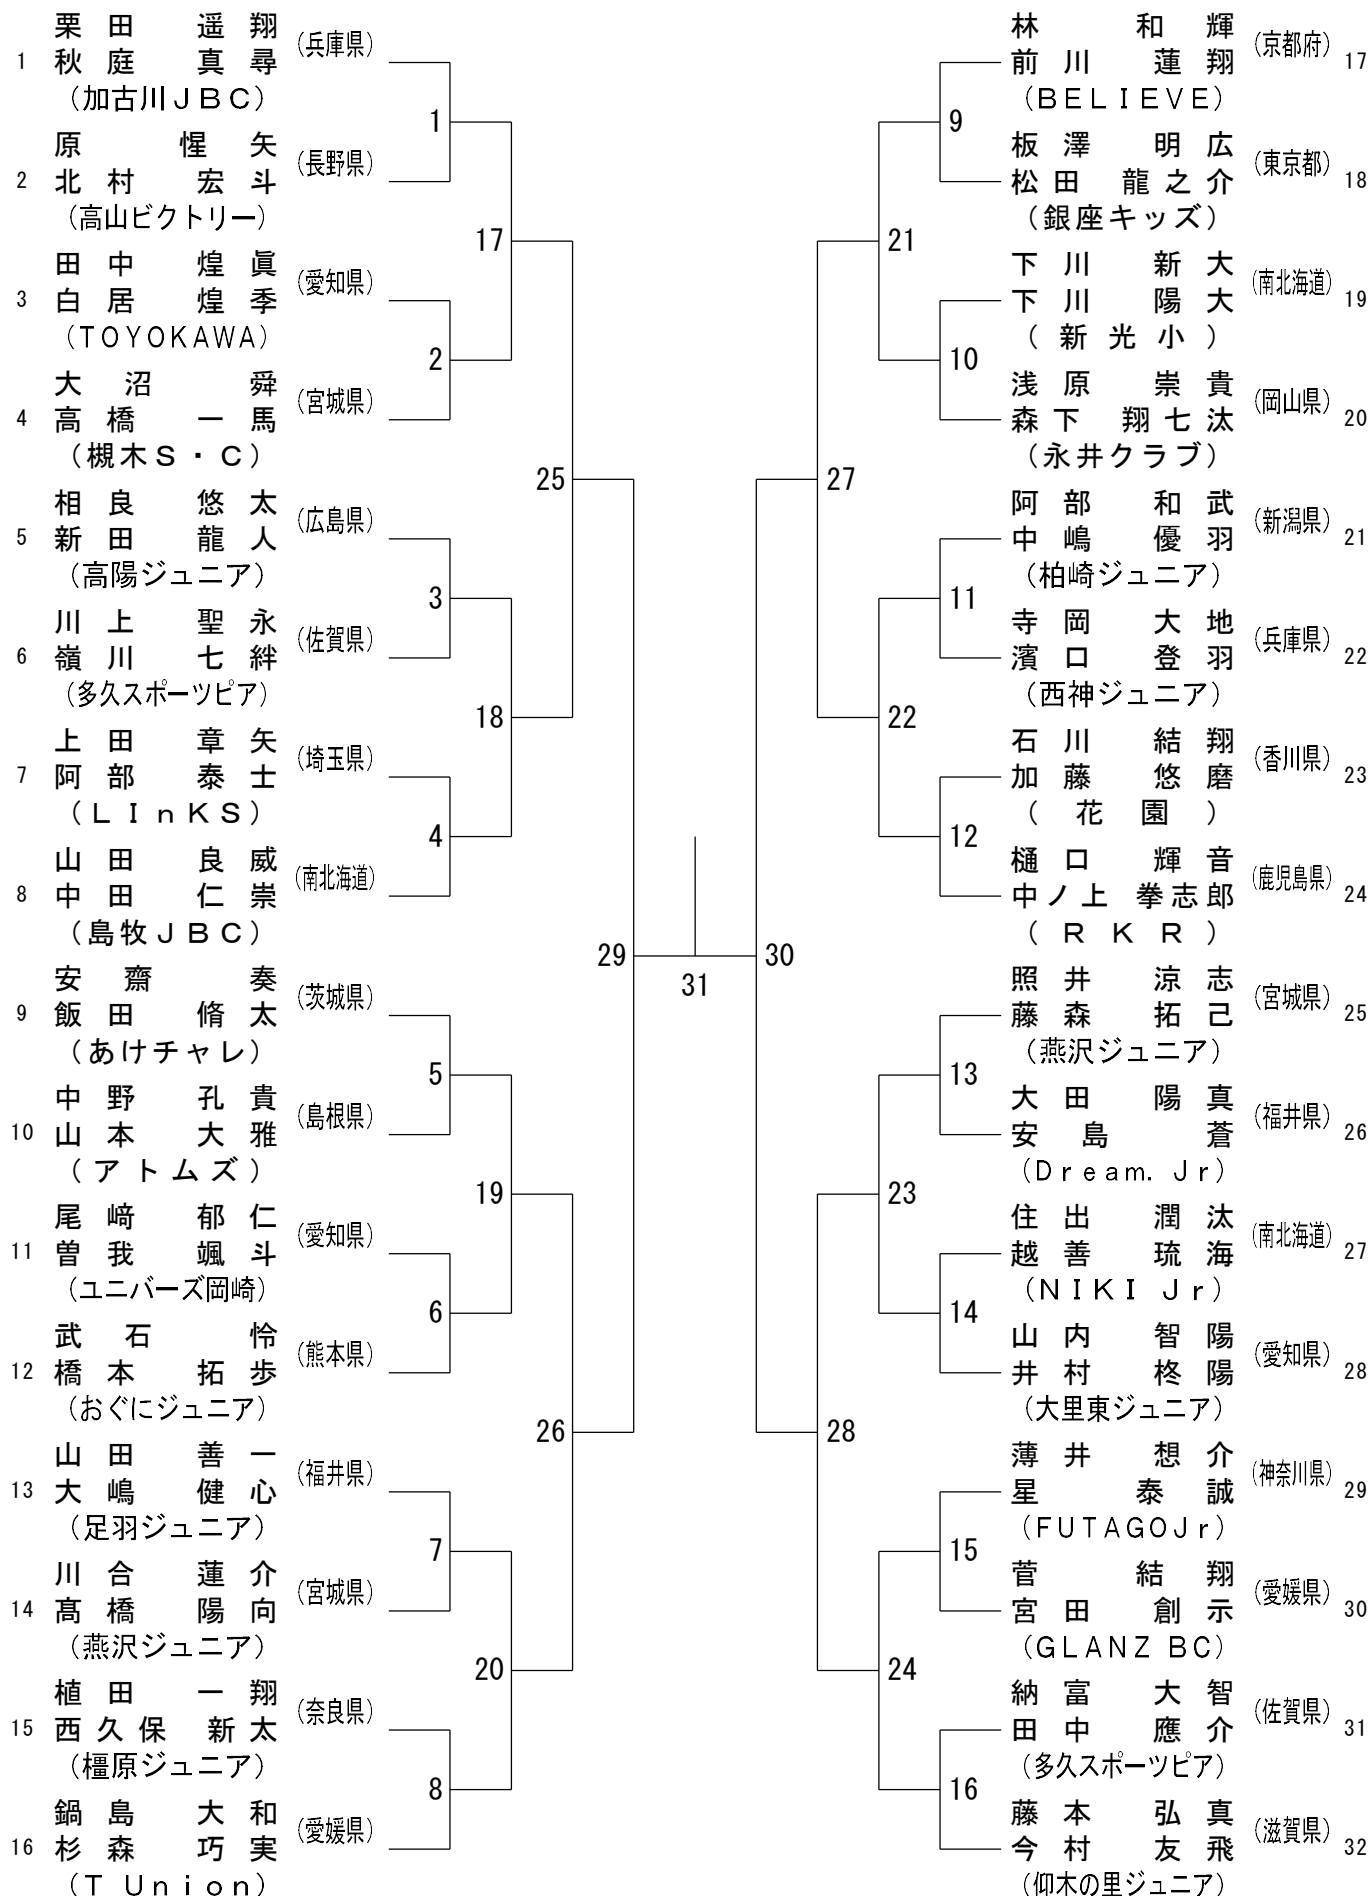 栗田 遥翔 (兵庫県)
1 秋庭 真尋
(加古川JBC)
原 惺矢 (長野県)
2 北村 宏斗
(高山ビクトリー)
田中 煌眞 (愛知県)
3 白居 煌季
(TOYOKAWA)
大沼 舜 (宮城県)
4 高橋 一馬
(槻木S・C)
相良 悠太 (広島県)
5 新田 龍人
(高陽ジュニア)
川上 聖永 (佐賀県)
6 嶺川 七絆
(多久スポーツピア)
上田 章矢 (埼玉県)
7 阿部 泰士
(LInKS)
山田 良威 (南北海道)
8 中田 仁崇
(島牧JBC)
安齋 奏 (茨城県)
9 飯田 脩太
(あけチャレ)
中野 孔貴 (島根県)
10 山本 大雅
(アトムズ)
尾﨑 郁仁 (愛知県)
11 曽我 颯斗
(ユニバーズ岡崎)
武石 怜 (熊本県)
12 橋本 拓歩
(おぐにジュニア)
山田 善一 (福井県)
13 大嶋 健心
(足羽ジュニア)
川合 蓮介 (宮城県)
14 髙橋 陽向
(燕沢ジュニア)
植田 一翔 (奈良県)
15 西久保 新太
(橿原ジュニア)
鍋島 大和 (愛媛県)
16 杉森 巧実
(T Union)
1
2
3
4
5
6
7
8
17
18
19
20
25
26
29
31
30
27
28
21
22
23
24
9
10
11
12
13
14
15
16
林 和輝 (京都府)
前川 蓮翔 17
(BELIEVE)
板澤 明広 (東京都)
松田 龍之介 18
(銀座キッズ)
下川 新大 (南北海道)
下川 陽大 19
(新光小)
浅原 崇貴 (岡山県)
森下 翔七汰 20
(永井クラブ)
阿部 和武 (新潟県)
中嶋 優羽 21
(柏崎ジュニア)
寺岡 大地 (兵庫県)
濱口 登羽 22
(西神ジュニア)
石川 結翔 (香川県)
加藤 悠磨 23
(花園)
樋口 輝音 (鹿児島県)
中ノ上 拳志郎 24
(RKR)
照井 涼志 (宮城県)
藤森 拓己 25
(燕沢ジュニア)
大田 陽真 (福井県)
安島 蒼 26
(Dream. Jr)
住出 潤汰 (南北海道)
越善 琉海 27
(NIKI Jr)
山内 智陽 (愛知県)
井村 柊陽 28
(大里東ジュニア)
薄井 想介 (神奈川県)
星 泰誠 29
(FUTAGOJr)
菅 結翔 (愛媛県)
宮田 創示 30
(GLANZ BC)
納富 大智 (佐賀県)
田中 應介 31
(多久スポーツピア)
藤本 弘真 (滋賀県)
今村 友飛 32
(仰木の里ジュニア)